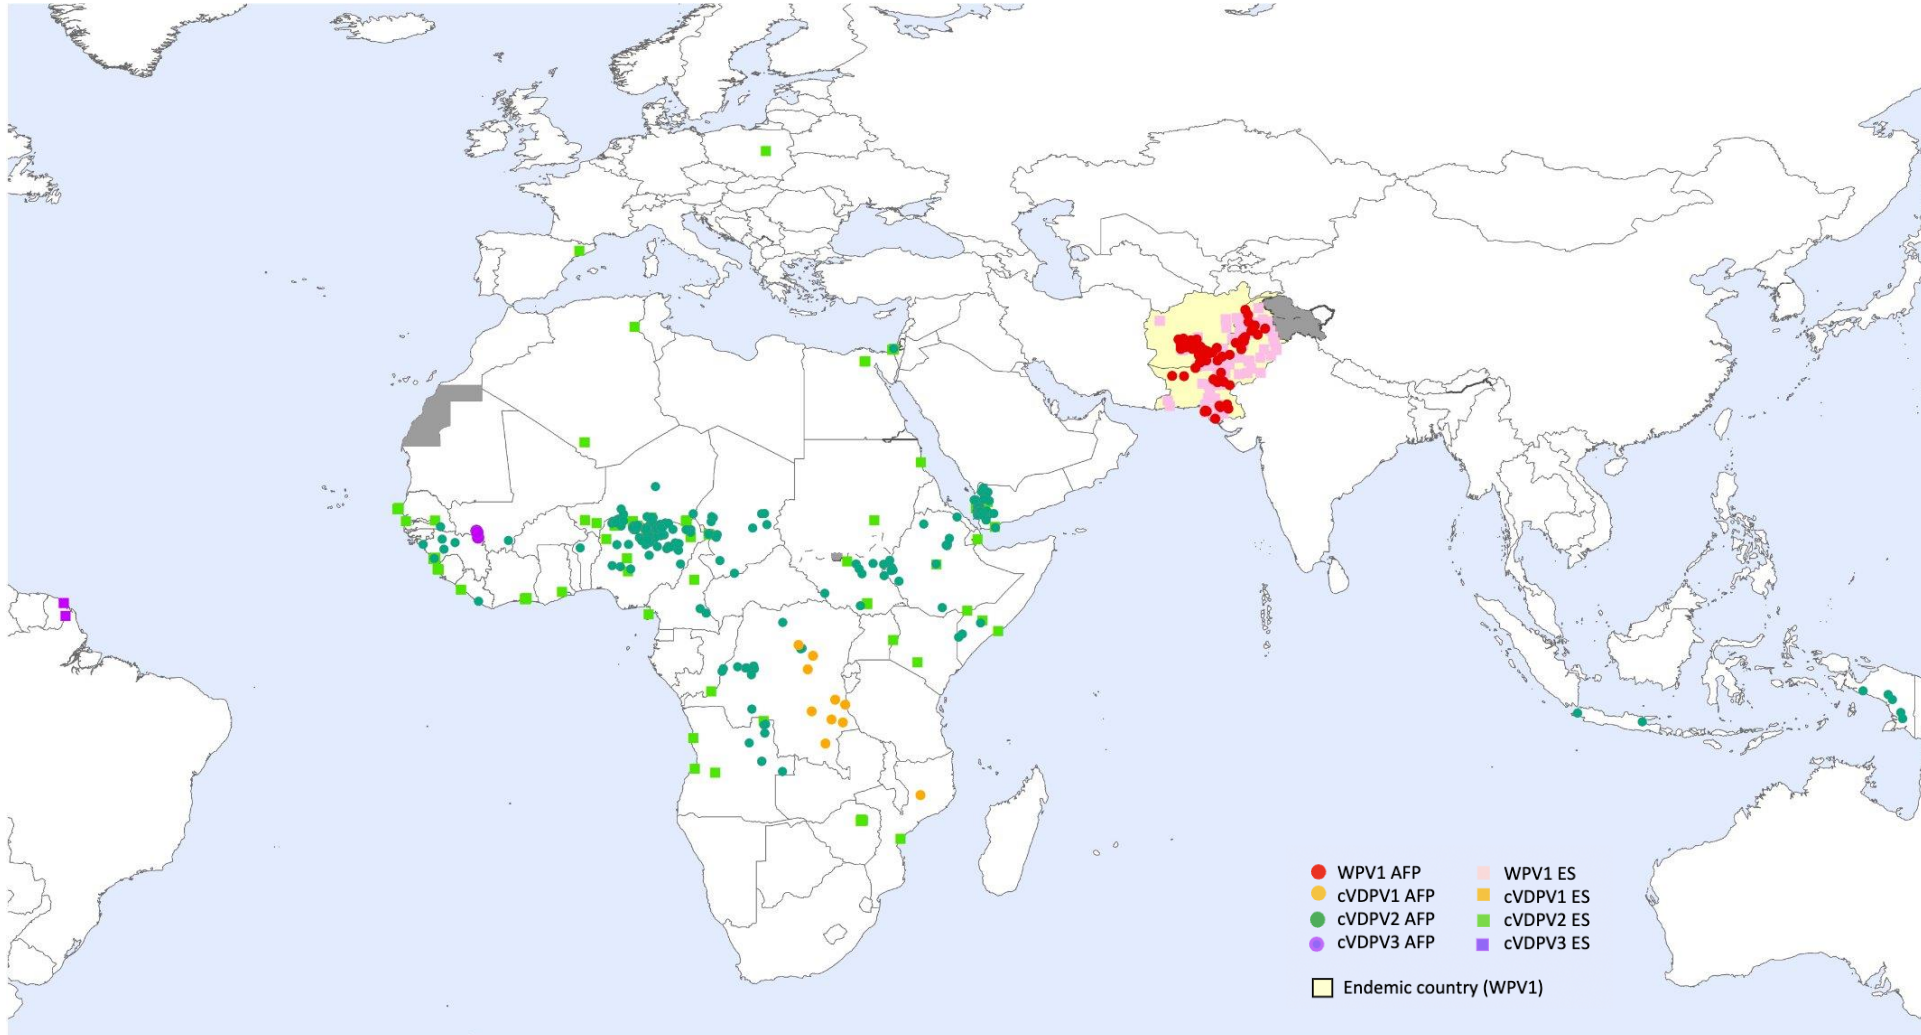 WPV1 AFP
cVDPV1 AFP
cVDPV2 AFP
cVDPV3 AFP
WPV1 ES
cVDPV1 ES
cVDPV2 ES
cVDPV3 ES
Endemic country (WPV1)